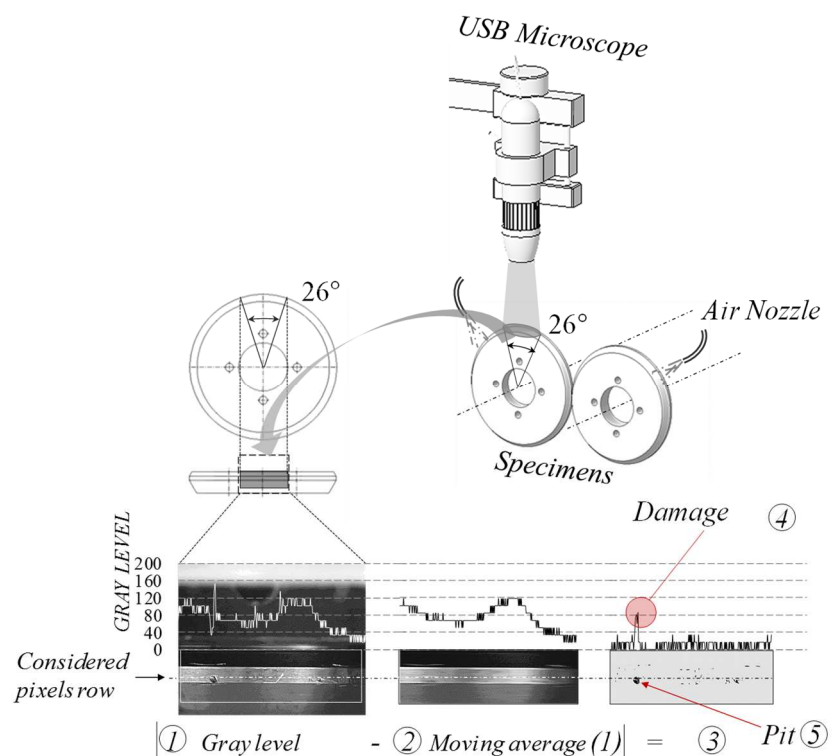 USB Microscope
26°
26°
Air Nozzle
Specimens
Damage ④
GRAY LEVEL
200
160
120
80
40
0
Considered
pixels row
Pit ⑤
|① Gray level - ② Moving average (1)| = ③